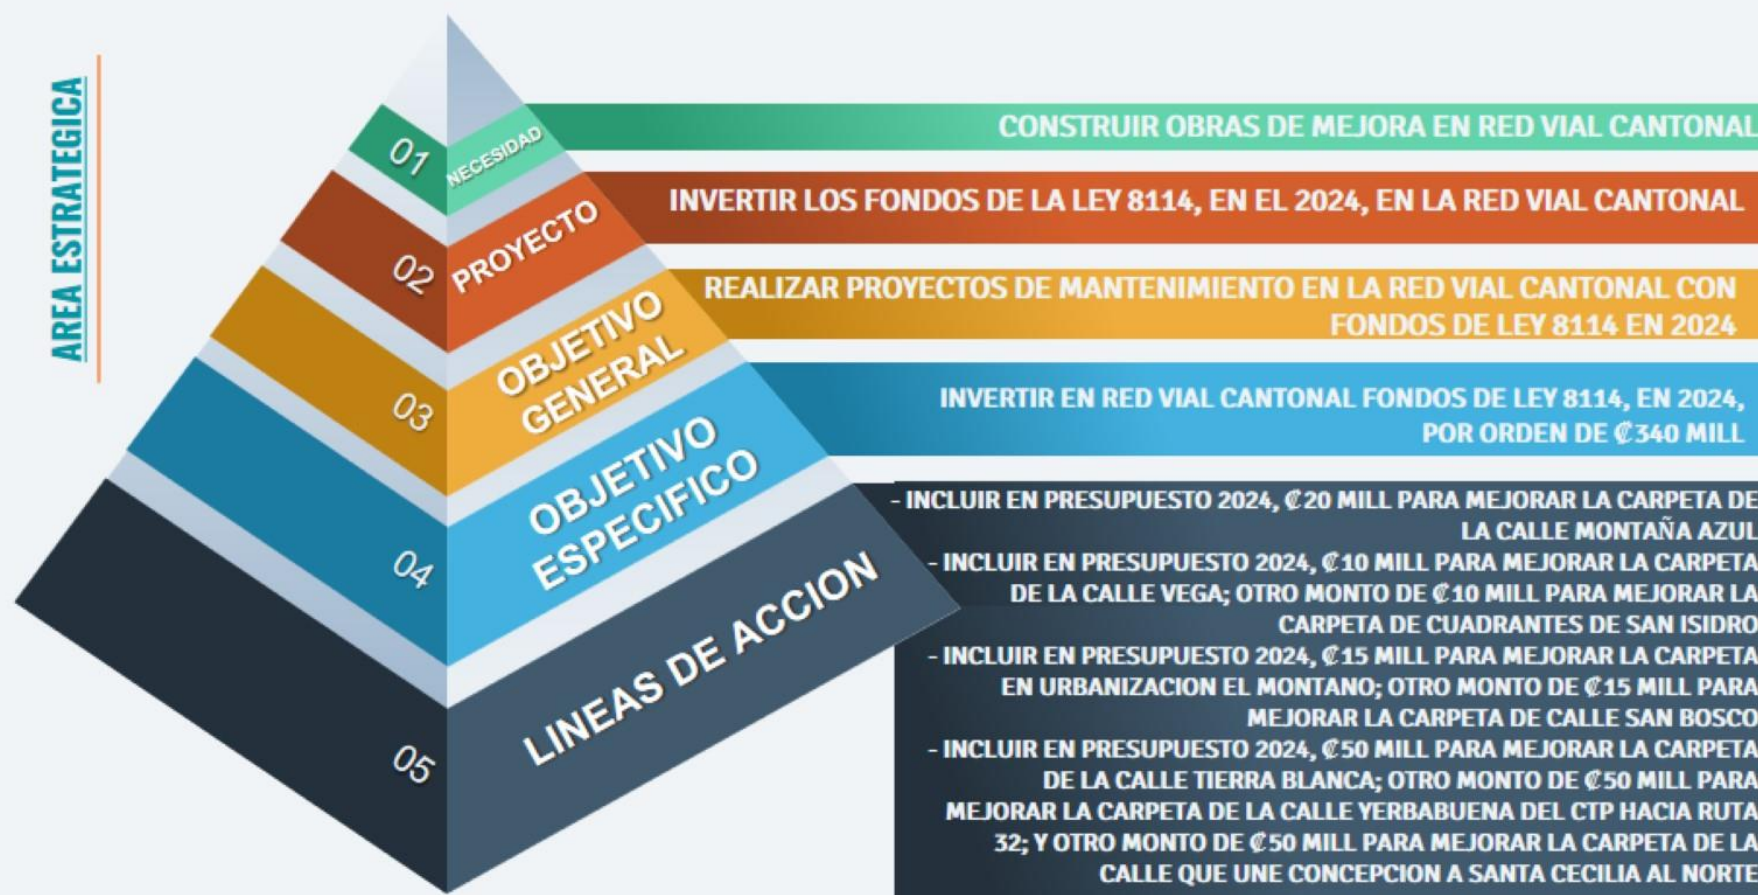 AREA ESTRATEGICA
01
NECESIDAD
CONSTRUIR OBRAS DE MEJORA EN RED VIAL CANTONAL
02
PROYECTO
INVERTIR LOS FONDOS DE LA LEY 8114, EN EL 2024, EN LA RED VIAL CANTONAL
03
OBJETIVO
GENERAL
REALIZAR PROYECTOS DE MANTENIMIENTO EN LA RED VIAL CANTONAL CON
FONDOS DE LEY 8114 EN 2024
04
OBJETIVO
ESPECIFICO
INVERTIR EN RED VIAL CANTONAL FONDOS DE LEY 8114, EN 2024,
POR ORDEN DE ₡340 MILL
05
LINEAS DE ACCION
- INCLUIR EN PRESUPUESTO 2024, ₡20 MILL PARA MEJORAR LA CARPETA DE
LA CALLE MONTAÑA AZUL
- INCLUIR EN PRESUPUESTO 2024, ₡10 MILL PARA MEJORAR LA CARPETA
DE LA CALLE VEGA; OTRO MONTO DE ₡10 MILL PARA MEJORAR LA
CARPETA DE CUADRANTES DE SAN ISIDRO
- INCLUIR EN PRESUPUESTO 2024, ₡15 MILL PARA MEJORAR LA CARPETA
EN URBANIZACION EL MONTANO; OTRO MONTO DE ₡15 MILL PARA
MEJORAR LA CARPETA DE CALLE SAN BOSCO
- INCLUIR EN PRESUPUESTO 2024, ₡50 MILL PARA MEJORAR LA CARPETA
DE LA CALLE TIERRA BLANCA; OTRO MONTO DE ₡50 MILL PARA
MEJORAR LA CARPETA DE LA CALLE YERBABUENA DEL CTP HACIA RUTA
32; Y OTRO MONTO DE ₡50 MILL PARA MEJORAR LA CARPETA DE LA
CALLE QUE UNE CONCEPCION A SANTA CECILIA AL NORTE